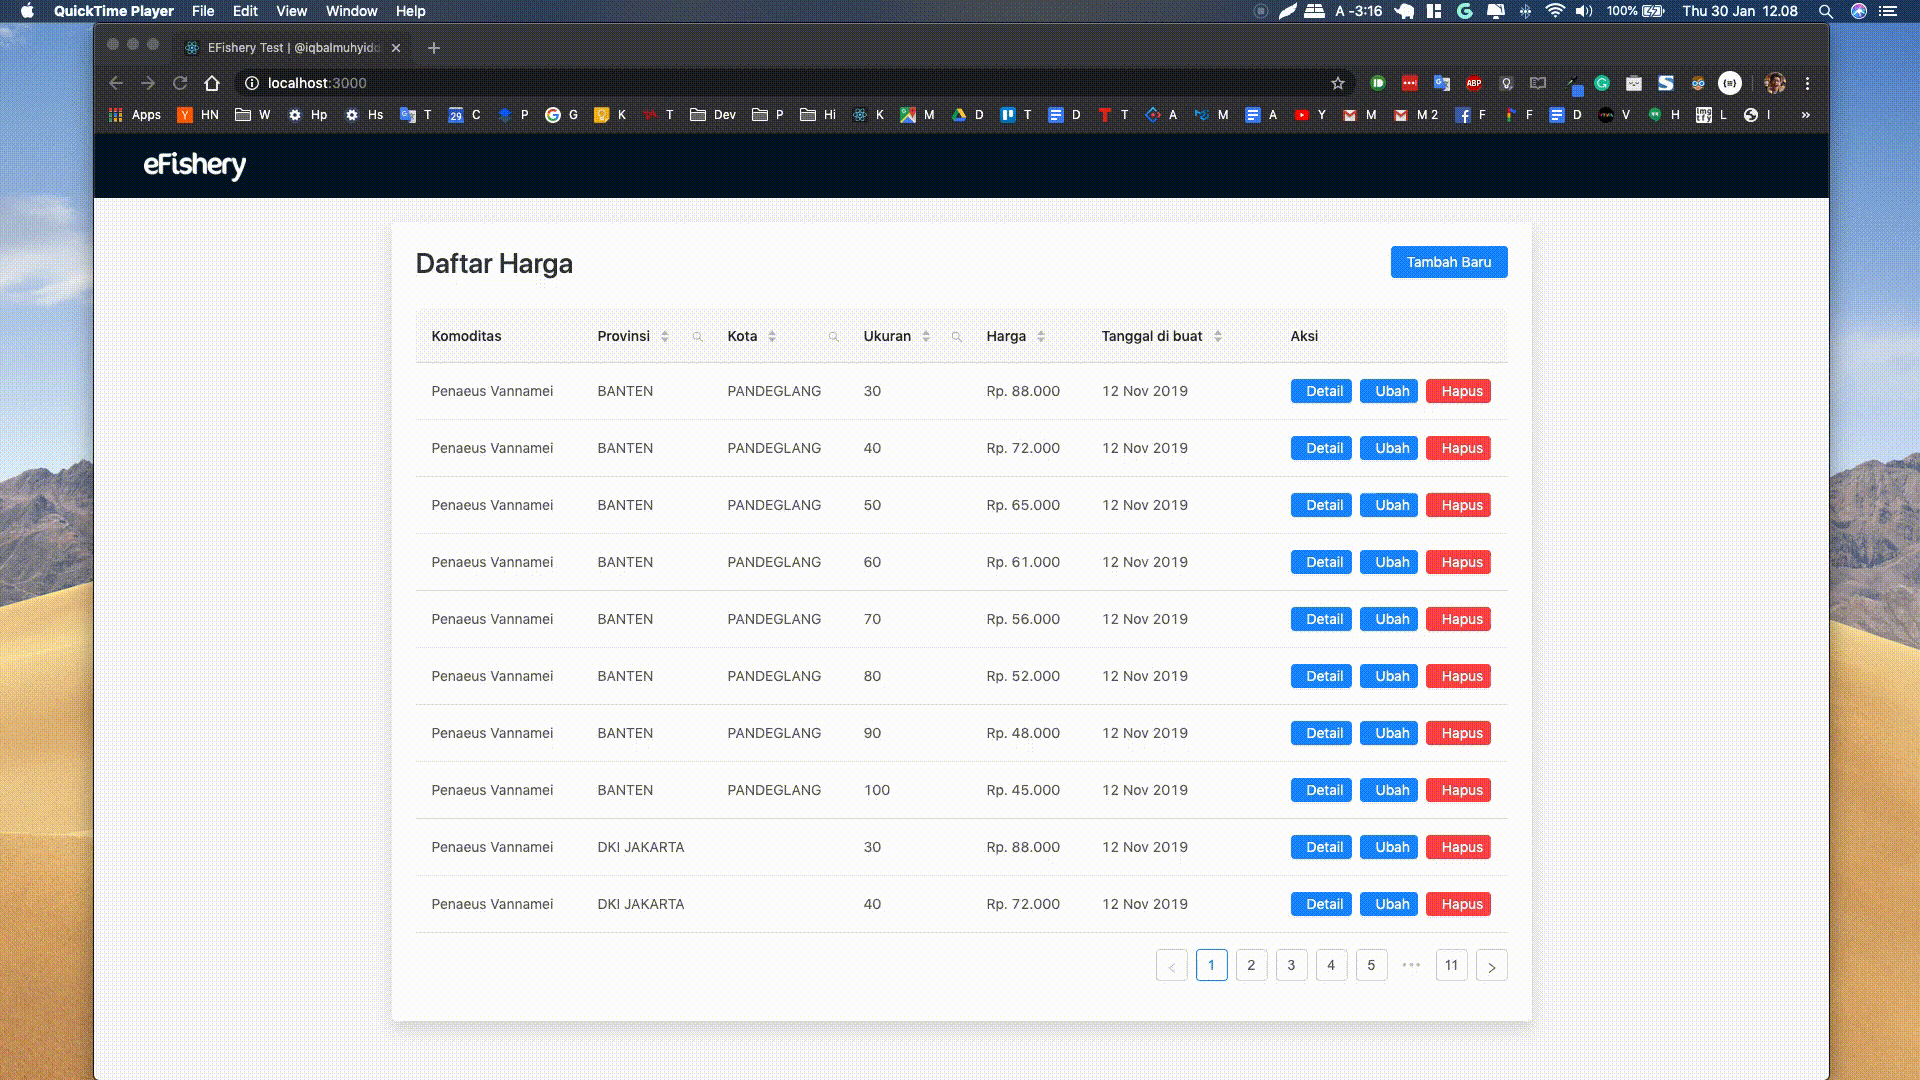 QuickTime Player File Edit View Window Help A -3:16 100% Thu 30 Jan 12.08
EFishery Test | @iqbalmuhyid
localhost:3000
Apps HN W Hp Hs T C P G K T Dev P Hi K M D T D T A M A Y M M 2 F F D V H L I »
eFishery
Daftar Harga Tambah Baru
Komoditas Provinsi Kota Ukuran Harga Tanggal di buat Aksi
Penaeus Vannamei BANTEN PANDEGLANG 30 Rp. 88.000 12 Nov 2019 Detail Ubah Hapus
Penaeus Vannamei BANTEN PANDEGLANG 40 Rp. 72.000 12 Nov 2019 Detail Ubah Hapus
Penaeus Vannamei BANTEN PANDEGLANG 50 Rp. 65.000 12 Nov 2019 Detail Ubah Hapus
Penaeus Vannamei BANTEN PANDEGLANG 60 Rp. 61.000 12 Nov 2019 Detail Ubah Hapus
Penaeus Vannamei BANTEN PANDEGLANG 70 Rp. 56.000 12 Nov 2019 Detail Ubah Hapus
Penaeus Vannamei BANTEN PANDEGLANG 80 Rp. 52.000 12 Nov 2019 Detail Ubah Hapus
Penaeus Vannamei BANTEN PANDEGLANG 90 Rp. 48.000 12 Nov 2019 Detail Ubah Hapus
Penaeus Vannamei BANTEN PANDEGLANG 100 Rp. 45.000 12 Nov 2019 Detail Ubah Hapus
Penaeus Vannamei DKI JAKARTA 30 Rp. 88.000 12 Nov 2019 Detail Ubah Hapus
Penaeus Vannamei DKI JAKARTA 40 Rp. 72.000 12 Nov 2019 Detail Ubah Hapus
< 1 2 3 4 5 ••• 11 >